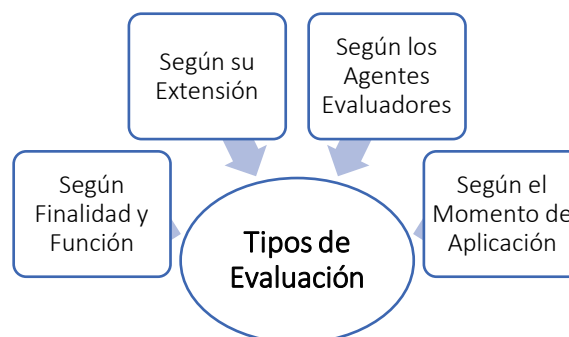 Según su
Extensión
Según los
Agentes
Evaluadores
Según
Finalidad y
Función
Según el
Momento de
Aplicación
Tipos de
Evaluación